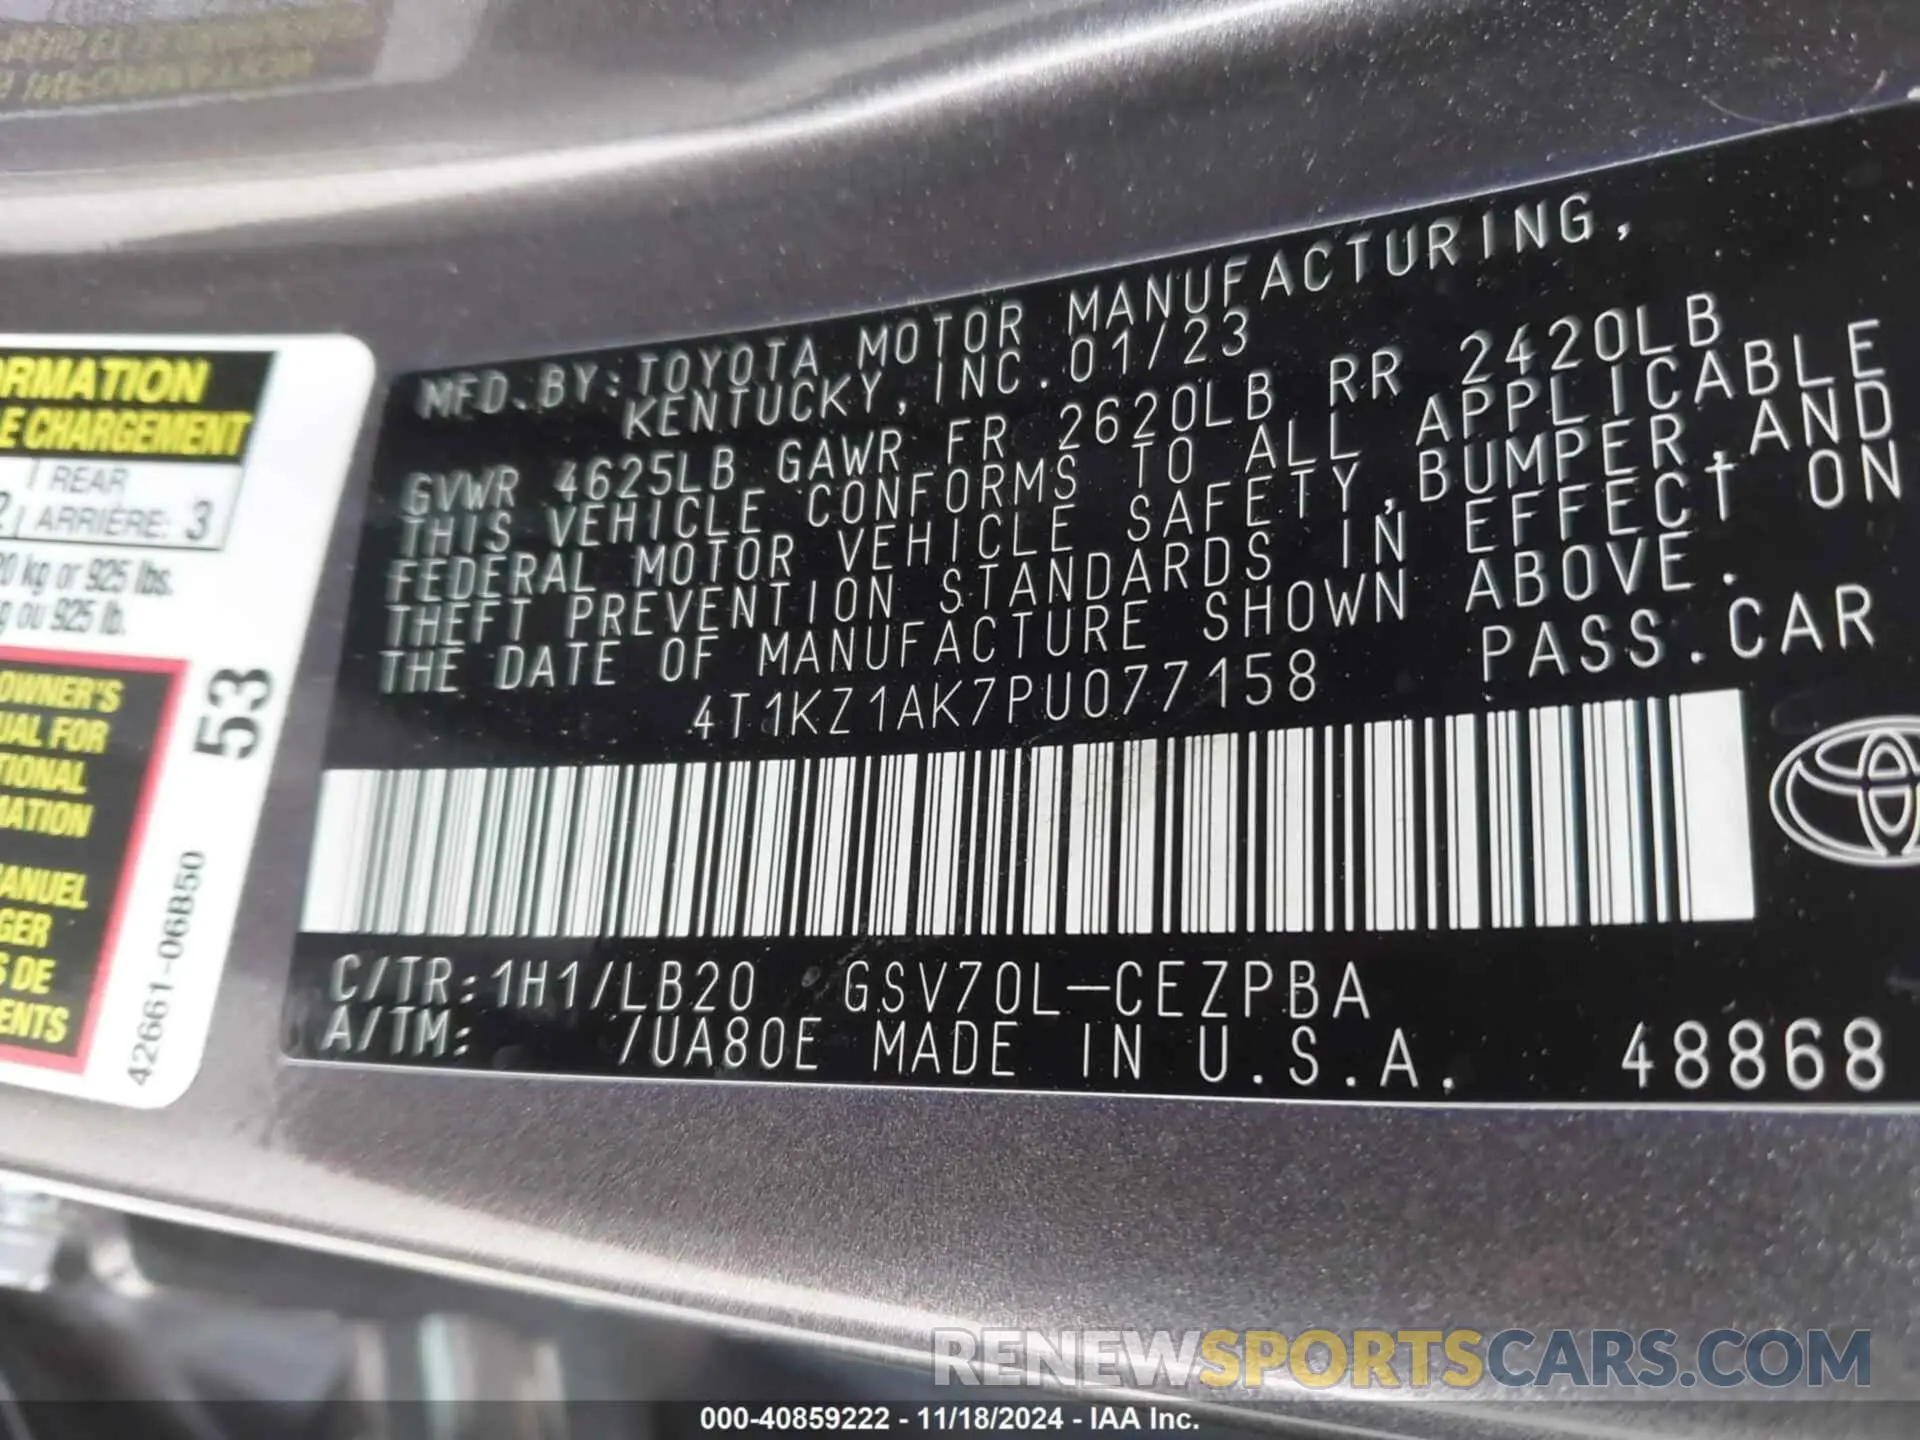 ORMATION
E CHARGEMENT
REAR
2 ARRIÈRE: 3
20 kg or 925 lbs.
g ou 925 lb.
OWNER'S
UAL FOR
TIONAL
MATION
ANUEL
GER
S DE
ENTS
53
42661-06B50
MFD.BY:TOYOTA MOTOR MANUFACTURING,
KENTUCKY,INC.01/23
GVWR 4625LB GAWR FR 2620LB RR 2420LB
THIS VEHICLE CONFORMS TO ALL APPLICABLE
FEDERAL MOTOR VEHICLE SAFETY,BUMPER,AND
THEFT PREVENTION STANDARDS IN EFFECT ON
THE DATE OF MANUFACTURE SHOWN ABOVE.
4T1KZ1AK7PU077158 PASS.CAR
C/TR:1H1/LB20 GSV70L-CEZPBA
A/TM: /UA80E MADE IN U.S.A. 48868
RENEWSPORTSCARS.COM
000-40859222 - 11/18/2024 - IAA Inc.